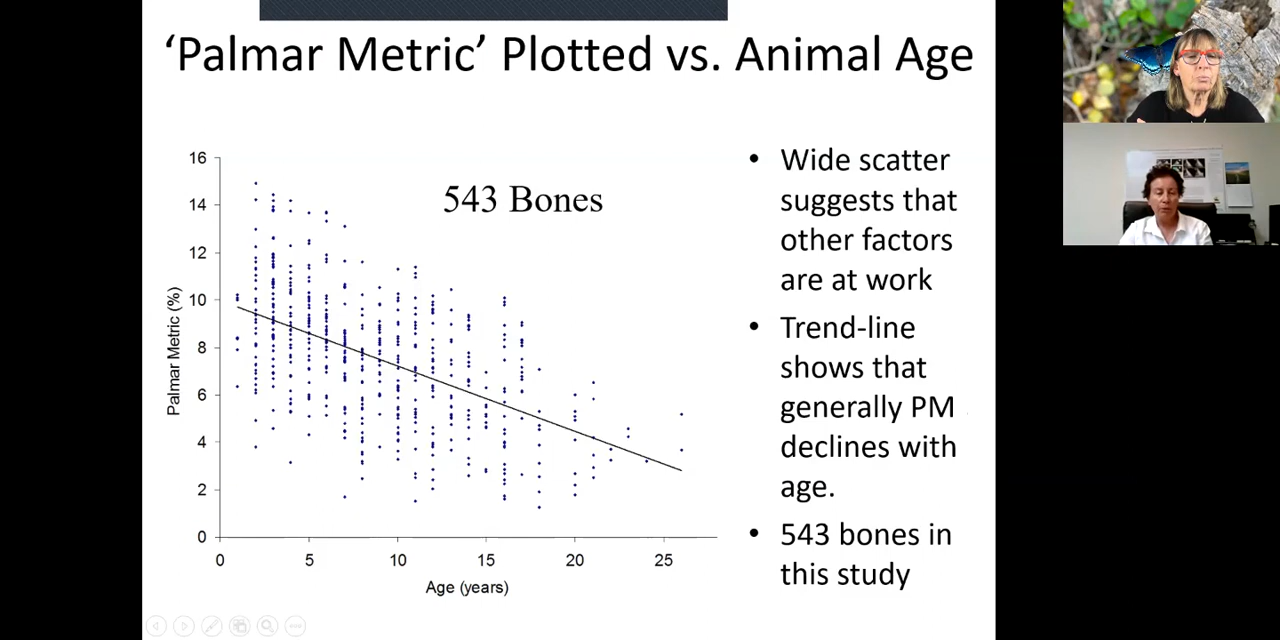 ‘Palmar Metric’ Plotted vs. Animal Age
543 Bones
Palmar Metric (%)
16
14
12
10
8
6
4
2
0
0 5 10 15 20 25
Age (years)
• Wide scatter
suggests that
other factors
are at work
• Trend-line
shows that
generally PM
declines with
age.
• 543 bones in
this study